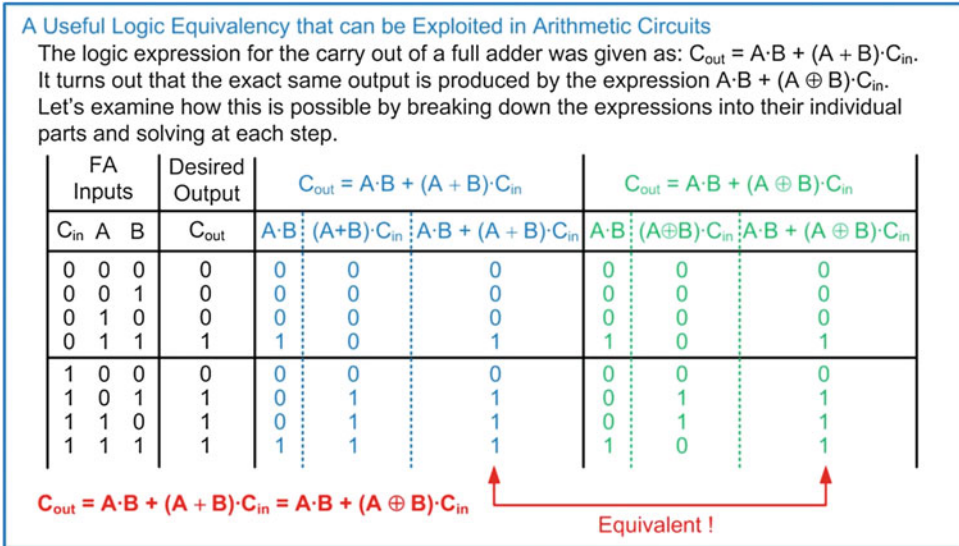 A Useful Logic Equivalency that can be Exploited in Arithmetic Circuits
The logic expression for the carry out of a full adder was given as: Cout = A·B + (A + B)·Cin.
It turns out that the exact same output is produced by the expression A·B + (A ⊕ B)·Cin.
Let's examine how this is possible by breaking down the expressions into their individual
parts and solving at each step.
FA Inputs Desired Output Cout = A·B + (A + B)·Cin Cout = A·B + (A ⊕ B)·Cin
Cin A B Cout A·B (A+B)·Cin A·B + (A + B)·Cin A·B (A⊕B)·Cin A·B + (A ⊕ B)·Cin
0 0 0 0 0 0 0 0 0 0
0 0 1 0 0 0 0 0 0 0
0 1 0 0 0 0 0 0 0 0
0 1 1 1 1 0 1 1 0 1
1 0 0 0 0 0 0 0 0 0
1 0 1 1 0 1 1 0 1 1
1 1 0 1 0 1 1 0 1 1
1 1 1 1 1 1 1 1 0 1
Cout = A·B + (A + B)·Cin = A·B + (A ⊕ B)·Cin
Equivalent !